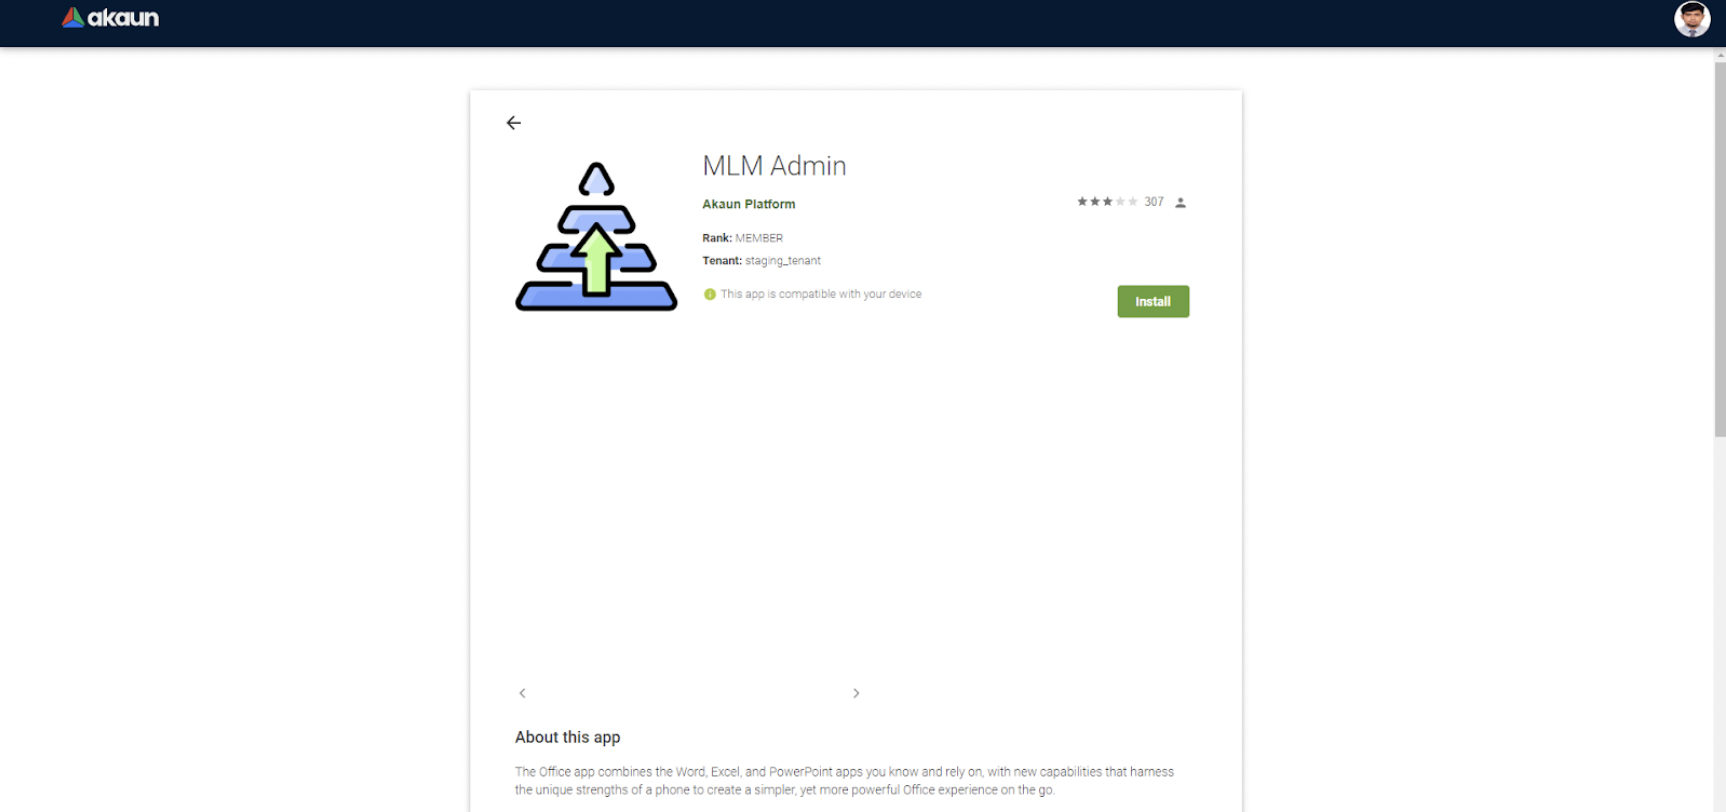 akaun
MLM Admin
Akaun Platform
307
Rank: MEMBER
Tenant: staging_tenant
This app is compatible with your device
Install
About this app
The Office app combines the Word, Excel, and PowerPoint apps you know and rely on, with new capabilities that harness
the unique strengths of a phone to create a simpler, yet more powerful Office experience on the go.